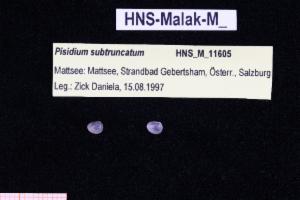 HNS-Malak-M_
Pisidium subtruncatum HNS_M_11605
Mattsee: Mattsee, Strandbad Gebertsham, Österr., Salzburg
Leg.: Zick Daniela, 15.08.1997